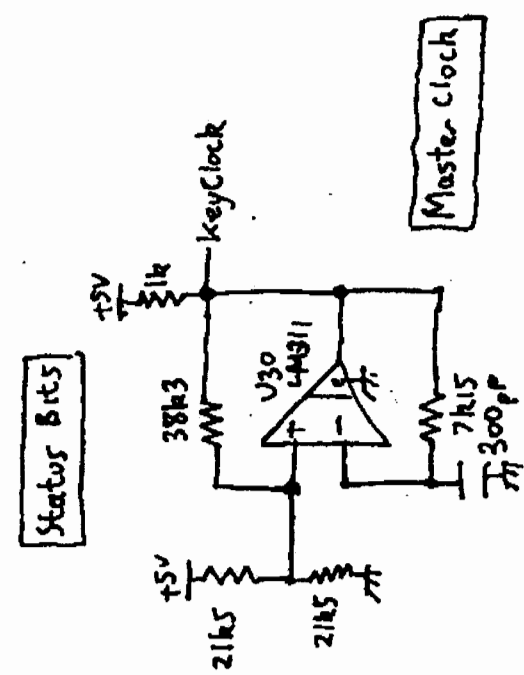 Status Bits
+5V
1k
KeyClock
38k3
U30
LM311
+
-
+5V
21k5
21k5
7k15
300pF
Master Clock